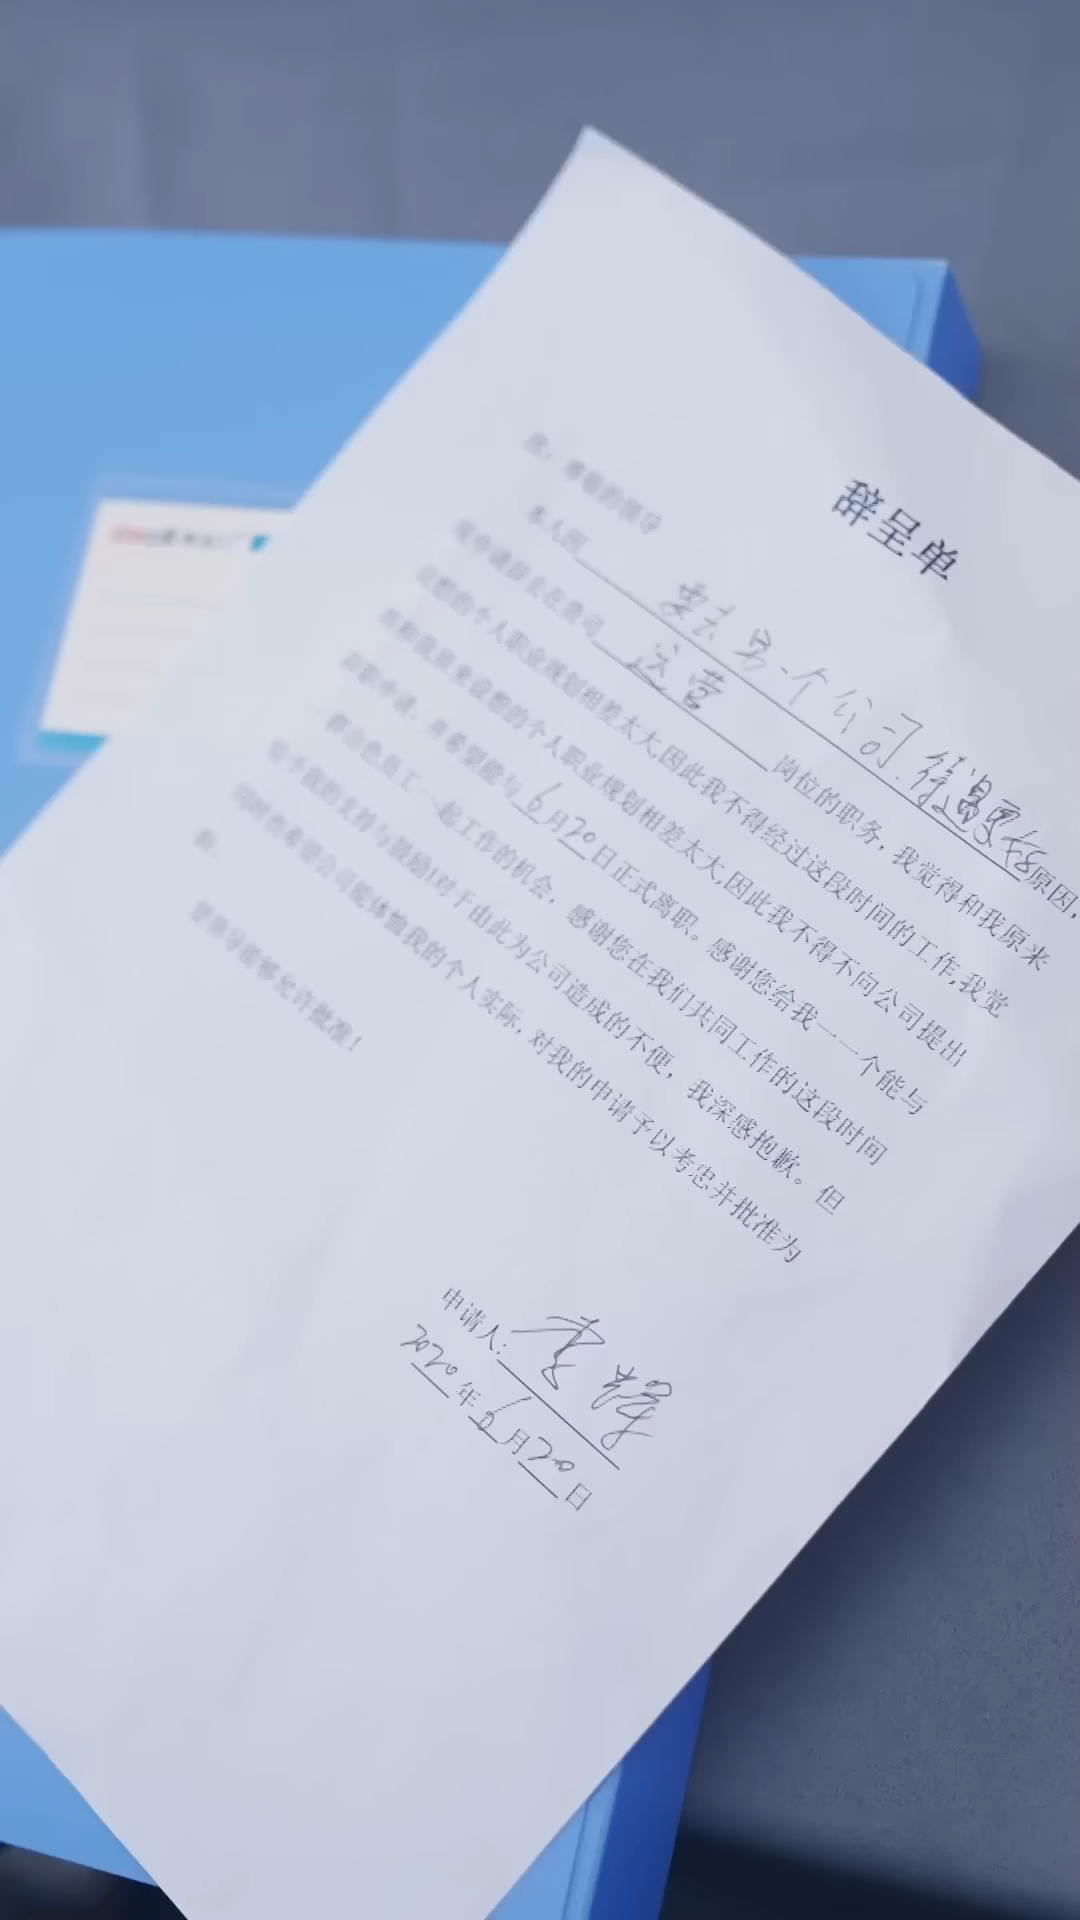 辞呈单
致：尊敬的领导
本人因 要去另一个公司.待遇更好 原因，
现申请辞去在贵司 运营 岗位的职务，我觉得和我原来
设想的个人职业规划相差太大,因此我不得经过这段时间的工作,我觉
得和我原来设想的个人职业规划相差太大,因此我不得不向公司提出
辞职申请，并希望能与 6月20日正式离职。感谢您给我一一个能与
群出色员工一起工作的机会，感谢您在我们共同工作的这段时间
给予我的支持与鼓励!对于由此为公司造成的不便，我深感抱歉。但
同时也希望公司能体恤我的个人实际，对我的申请予以考虑并批准为
盼。
望领导能够允许批准！
申请人: 李辉
2020年6月20日